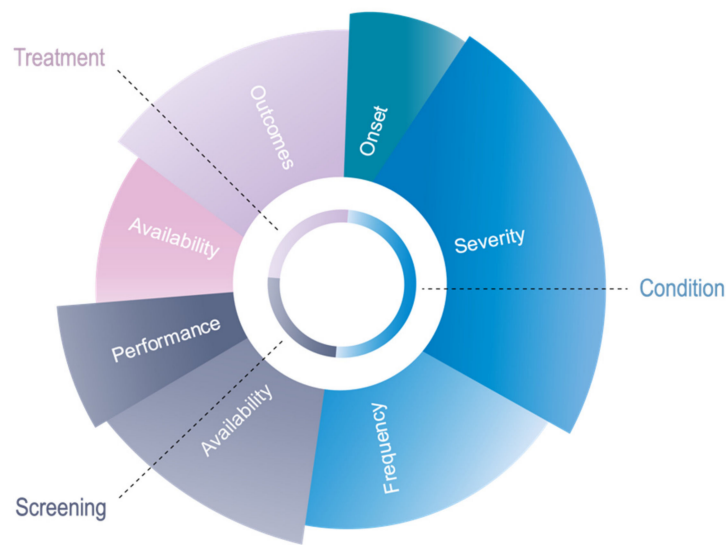 Treatment
Outcomes
Onset
Severity
Availability
Condition
Performance
Availability
Frequency
Screening